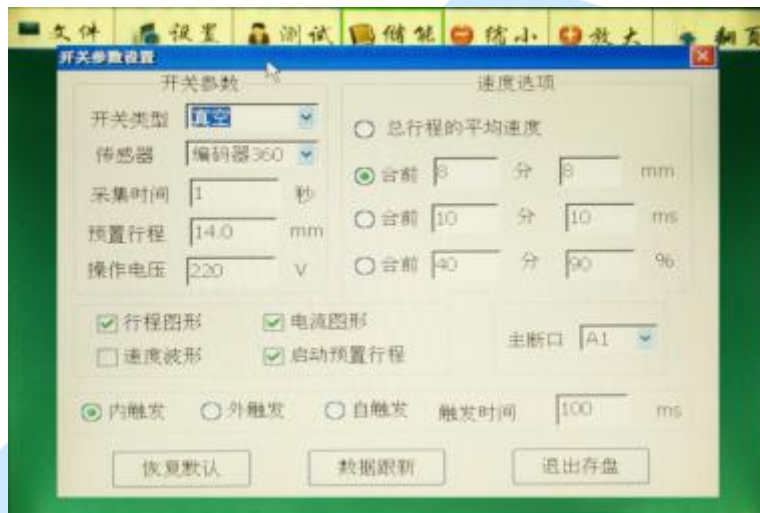 文件 设置 测试 储能 缩小 放大 翻页
开关参数设置
开关参数
开关类型 真空
传感器 编码器360
采集时间 1 秒
预置行程 14.0 mm
操作电压 220 V
速度选项
总行程的平均速度
合前 8 分 8 mm
合前 10 分 10 ms
合前 40 分 90 %
行程图形 电流图形
速度波形 启动预置行程
主断口 A1
内触发 外触发 自触发 触发时间 100 ms
恢复默认 数据跟新 退出存盘